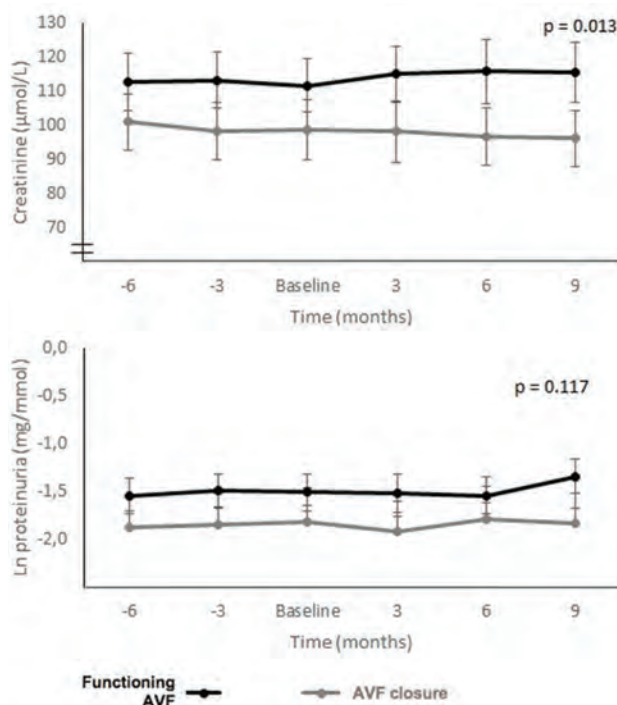 130
120
110
100
90
80
70
Creatinine (µmol/L)
p = 0.013
-6 -3 Baseline 3 6 9
Time (months)
0,0
-0,5
-1,0
-1,5
-2,0
Ln proteinuria (mg/mmol)
p = 0.117
-6 -3 Baseline 3 6 9
Time (months)
Functioning
AVF
AVF closure